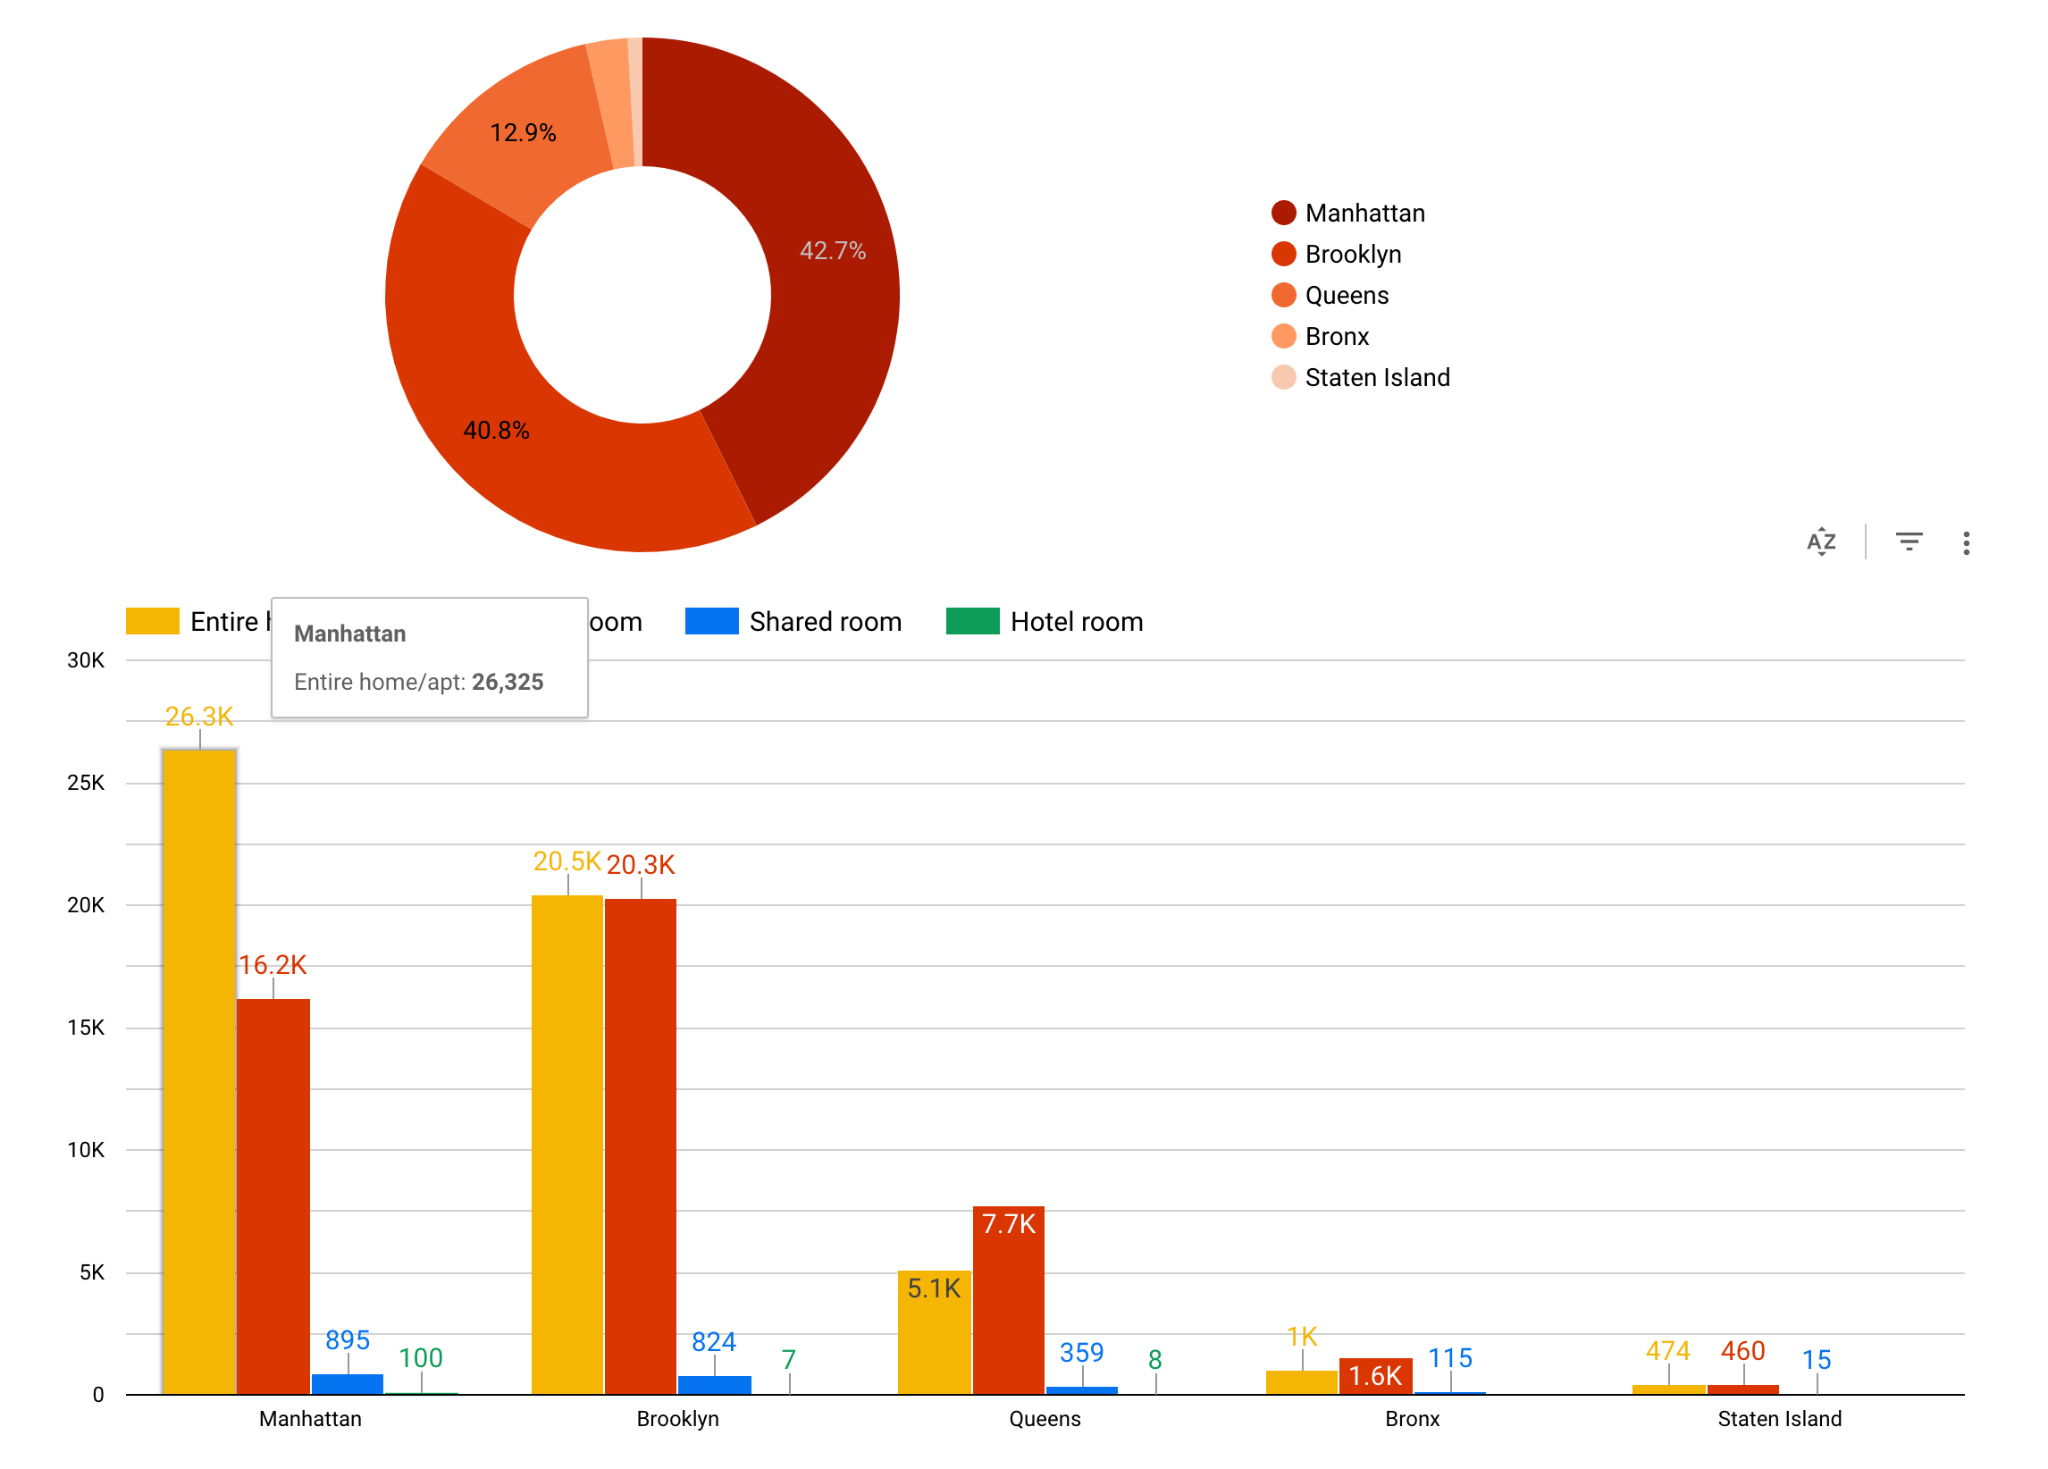 12.9%
42.7%
40.8%
Manhattan
Brooklyn
Queens
Bronx
Staten Island
AZ
Entire
oom
Shared room
Hotel room
Manhattan
Entire home/apt: 26,325
30K
25K
20K
15K
10K
5K
0
26.3K
16.2K
895
100
20.5K
20.3K
824
7
5.1K
7.7K
359
8
1K
1.6K
115
474
460
15
Manhattan
Brooklyn
Queens
Bronx
Staten Island